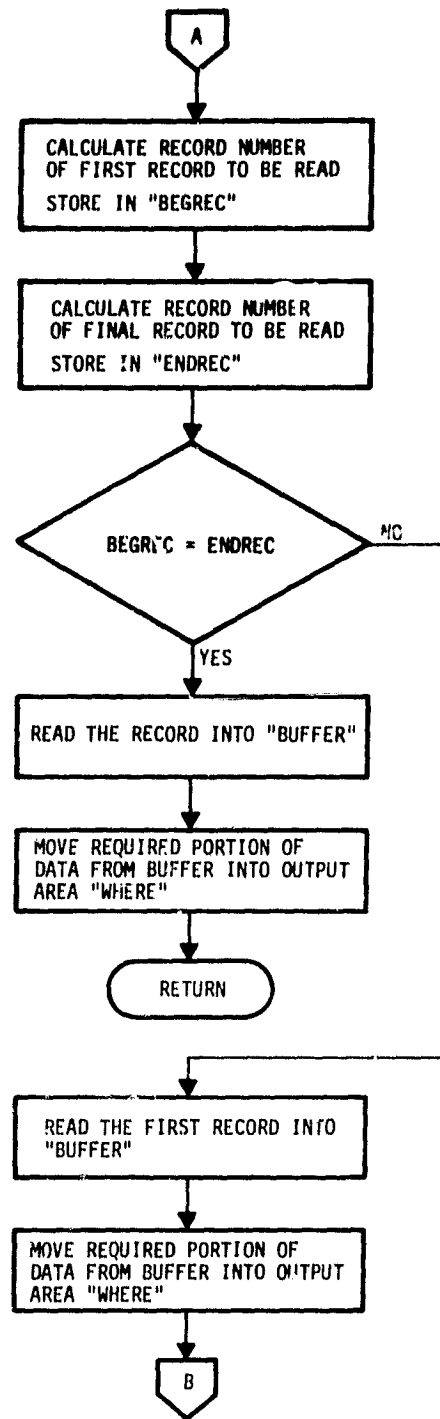 A
CALCULATE RECORD NUMBER
OF FIRST RECORD TO BE READ
STORE IN "BEGREC"
CALCULATE RECORD NUMBER
OF FINAL RECORD TO BE READ
STORE IN "ENDREC"
BEGREC = ENDREC
NO
YES
READ THE RECORD INTO "BUFFER"
MOVE REQUIRED PORTION OF
DATA FROM BUFFER INTO OUTPUT
AREA "WHERE"
RETURN
READ THE FIRST RECORD INTO
"BUFFER"
MOVE REQUIRED PORTION OF
DATA FROM BUFFER INTO OUTPUT
AREA "WHERE"
B